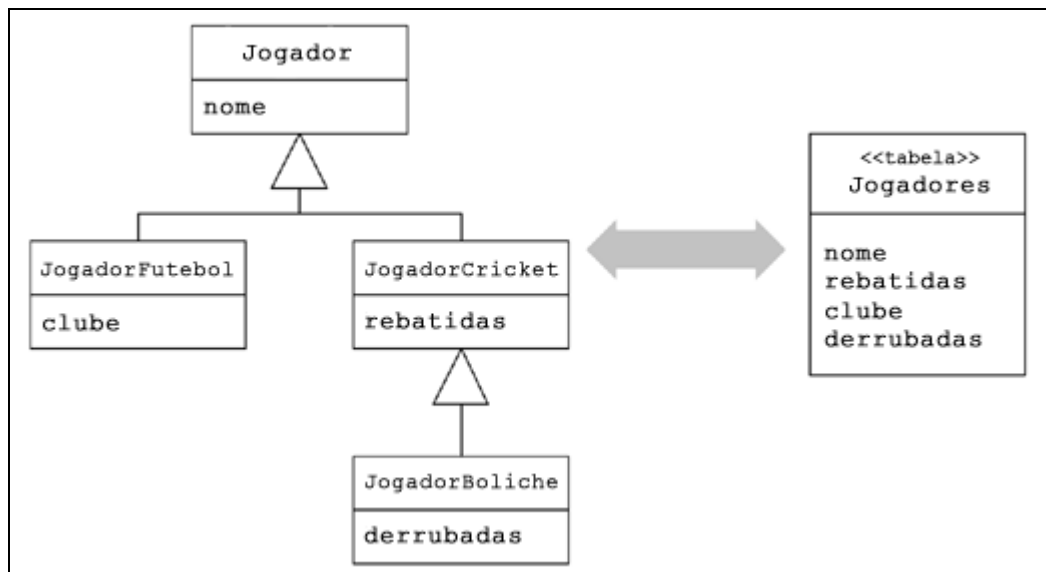 Jogador
nome
JogadorFutebol
clube
JogadorCricket
rebatidas
JogadorBoliche
derrubadas
<<tabela>>
Jogadores
nome
rebatidas
clube
derrubadas